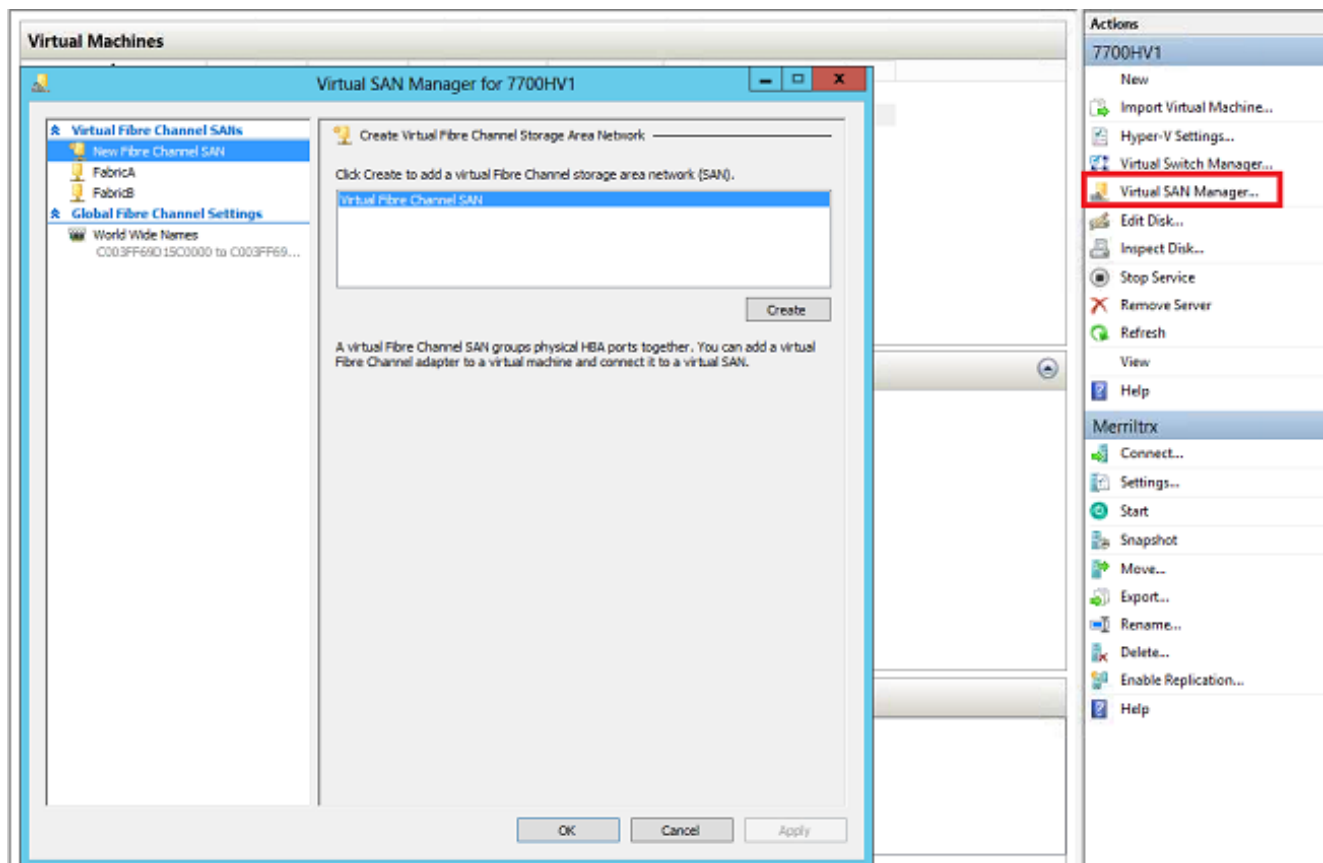 Virtual Machines
Virtual SAN Manager for 7700HV1
Virtual Fibre Channel SANs
New Fibre Channel SAN
FabricA
FabricB
Global Fibre Channel Settings
World Wide Names
C003FF69D15C0000 to C003FF69...
Create Virtual Fibre Channel Storage Area Network
Click Create to add a virtual Fibre Channel storage area network (SAN).
Virtual Fibre Channel SAN
Create
A virtual Fibre Channel SAN groups physical HBA ports together. You can add a virtual
Fibre Channel adapter to a virtual machine and connect it to a virtual SAN.
OK
Cancel
Apply
Actions
7700HV1
New
Import Virtual Machine...
Hyper-V Settings...
Virtual Switch Manager...
Virtual SAN Manager...
Edit Disk...
Inspect Disk...
Stop Service
Remove Server
Refresh
View
Help
Merriltrx
Connect...
Settings...
Start
Snapshot
Move...
Export...
Rename...
Delete...
Enable Replication...
Help